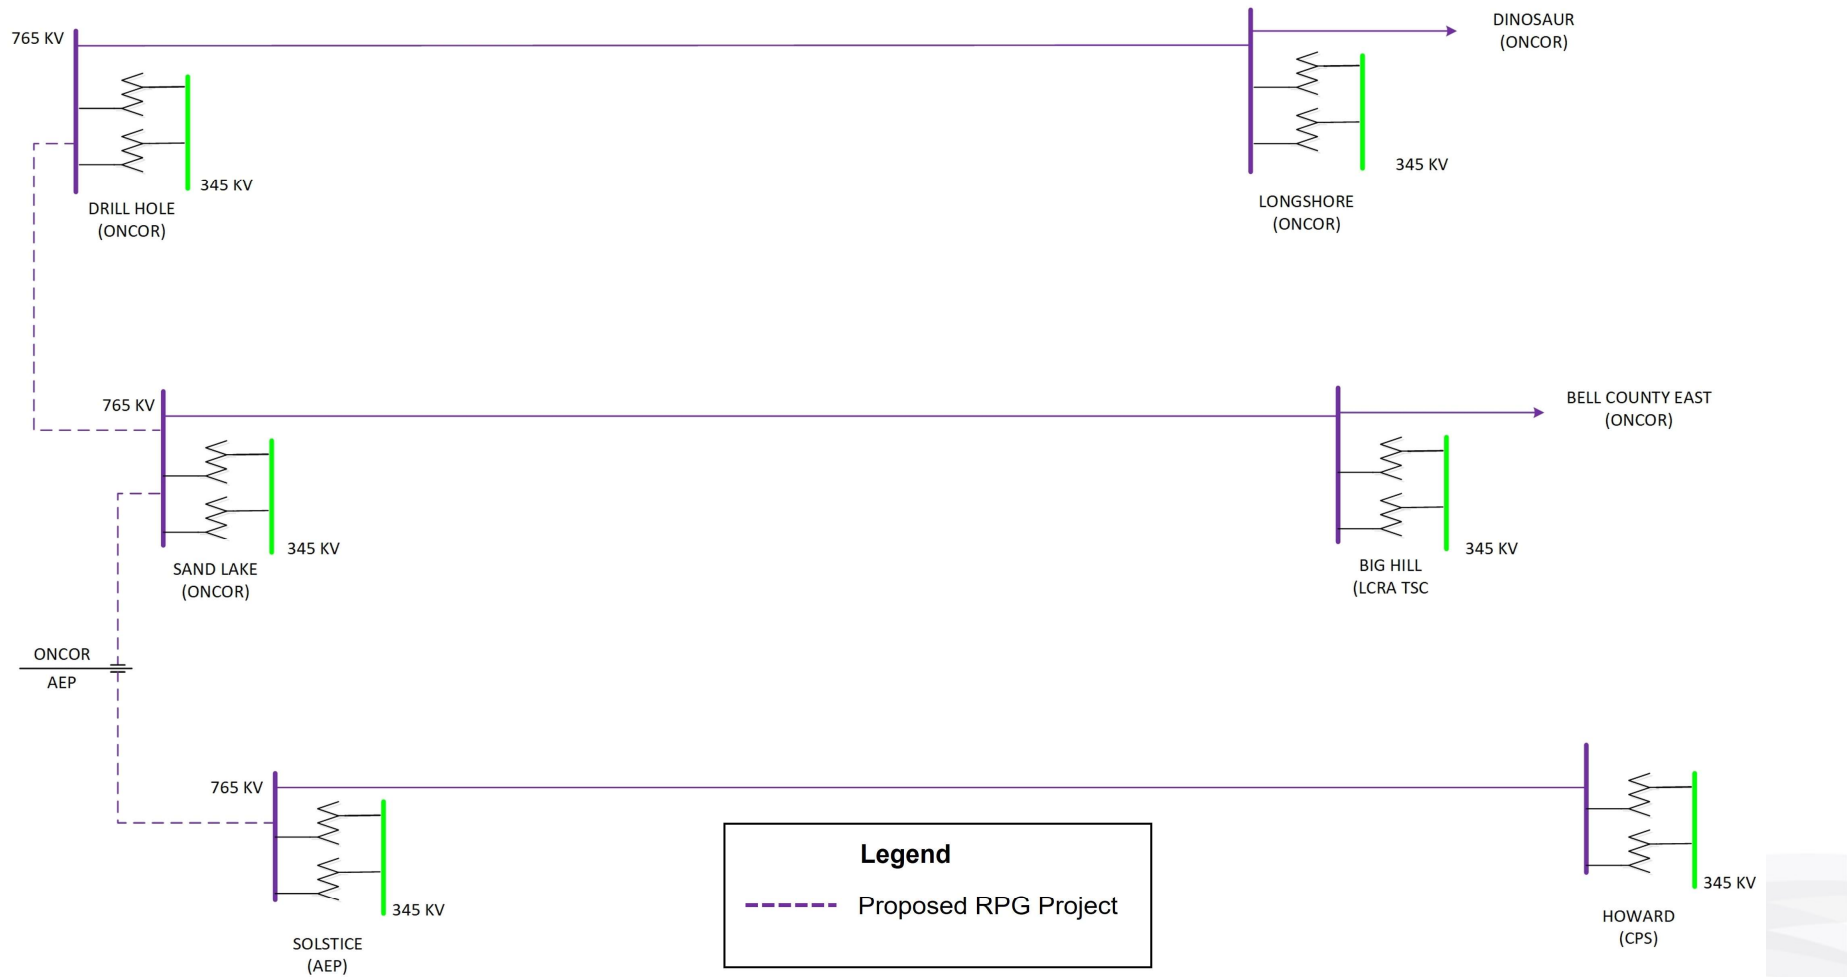 765 KV
DINOSAUR
(ONCOR)
345 KV
345 KV
DRILL HOLE
(ONCOR)
LONGSHORE
(ONCOR)
765 KV
BELL COUNTY EAST
(ONCOR)
345 KV
345 KV
SAND LAKE
(ONCOR)
BIG HILL
(LCRA TSC
ONCOR
AEP
765 KV
345 KV
345 KV
SOLSTICE
(AEP)
HOWARD
(CPS)
Legend
Proposed RPG Project